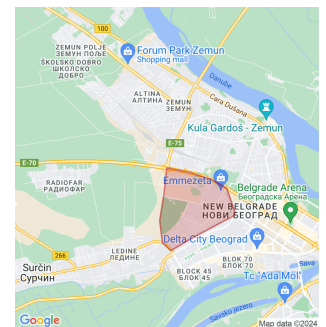 100
ZEMUN POLJE
ЗЕМУН ПОЉЕ
Forum Park Zemun
Shopping mall
ŠKOLSKO DOBRO
ШКОЛСКО
ДОБРО
Danube
ALTINA
АЛТИНА
ZEMUN
ЗЕМУН
Cara Dušana
Kula Gardoš - Zemun
E-75
E-70
RADIOFAR
РАДИОФАР
Emmezeta
Belgrade Arena
Београдска Арена
NEW BELGRADE
НОВИ БЕОГРАД
Delta City Beograd
LEDINE
ЛЕДИНЕ
266
Surčin
Сурчин
BLOCK 45
БЛОК 45
BLOK 70
БЛОК 70
Sava
Tc 'Ada Mol'
Savsko jezero
Google
Map data ©2024